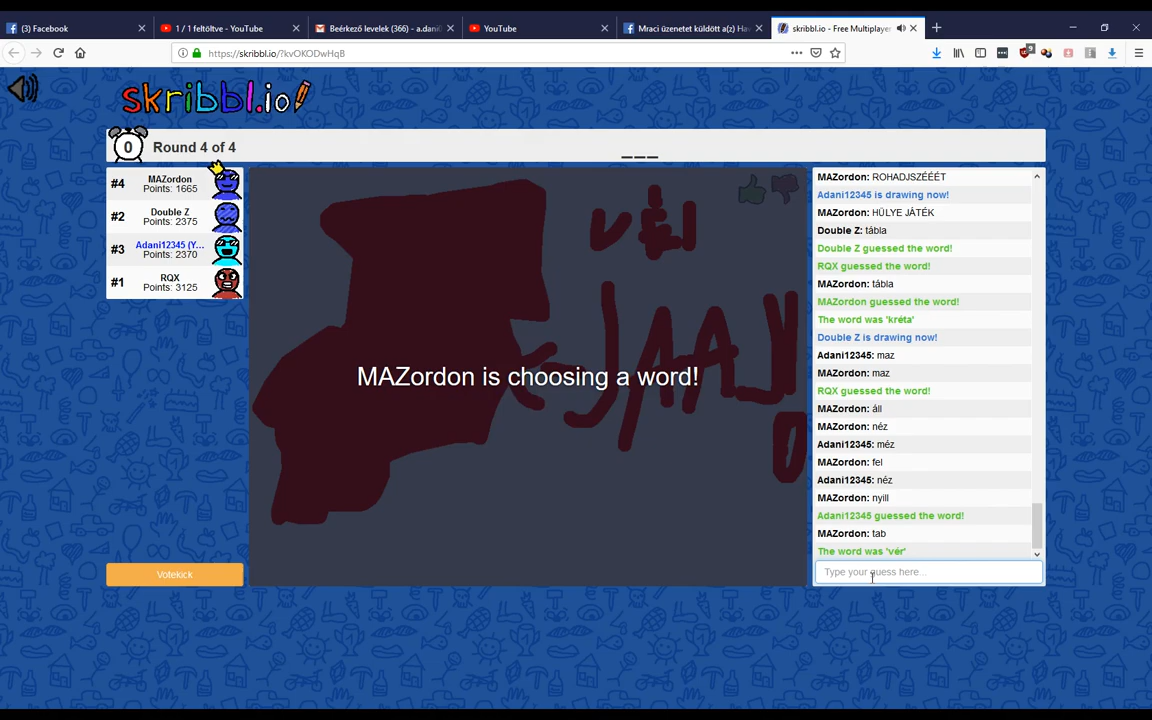 (3) Facebook
1 / 1 feltöltve - YouTube
Beérkező levelek (366) - a.dani
YouTube
Mraci üzenetet küldött a(z) Ha
skribbl.io - Free Multiplayer
https://skribbl.io/?kvOKODwHqB
9
skribbl.io
0
Round 4 of 4
___
#4
MAZordon
Points: 1665
#2
Double Z
Points: 2375
#3
Adani12345 (Y...
Points: 2370
#1
RQX
Points: 3125
Votekick
MAZordon is choosing a word!
JAAJ
MAZordon: ROHADJSZÉÉÉT
Adani12345 is drawing now!
MAZordon: HÜLYE JÁTÉK
Double Z: tábia
Double Z guessed the word!
RQX guessed the word!
MAZordon: tábla
MAZordon guessed the word!
The word was 'kréta'
Double Z is drawing now!
Adani12345: maz
MAZordon: maz
RQX guessed the word!
MAZordon: áll
MAZordon: néz
Adani12345: méz
MAZordon: fel
Adani12345: néz
MAZordon: nyill
Adani12345 guessed the word!
MAZordon: tab
The word was 'vér'
Type your guess here...